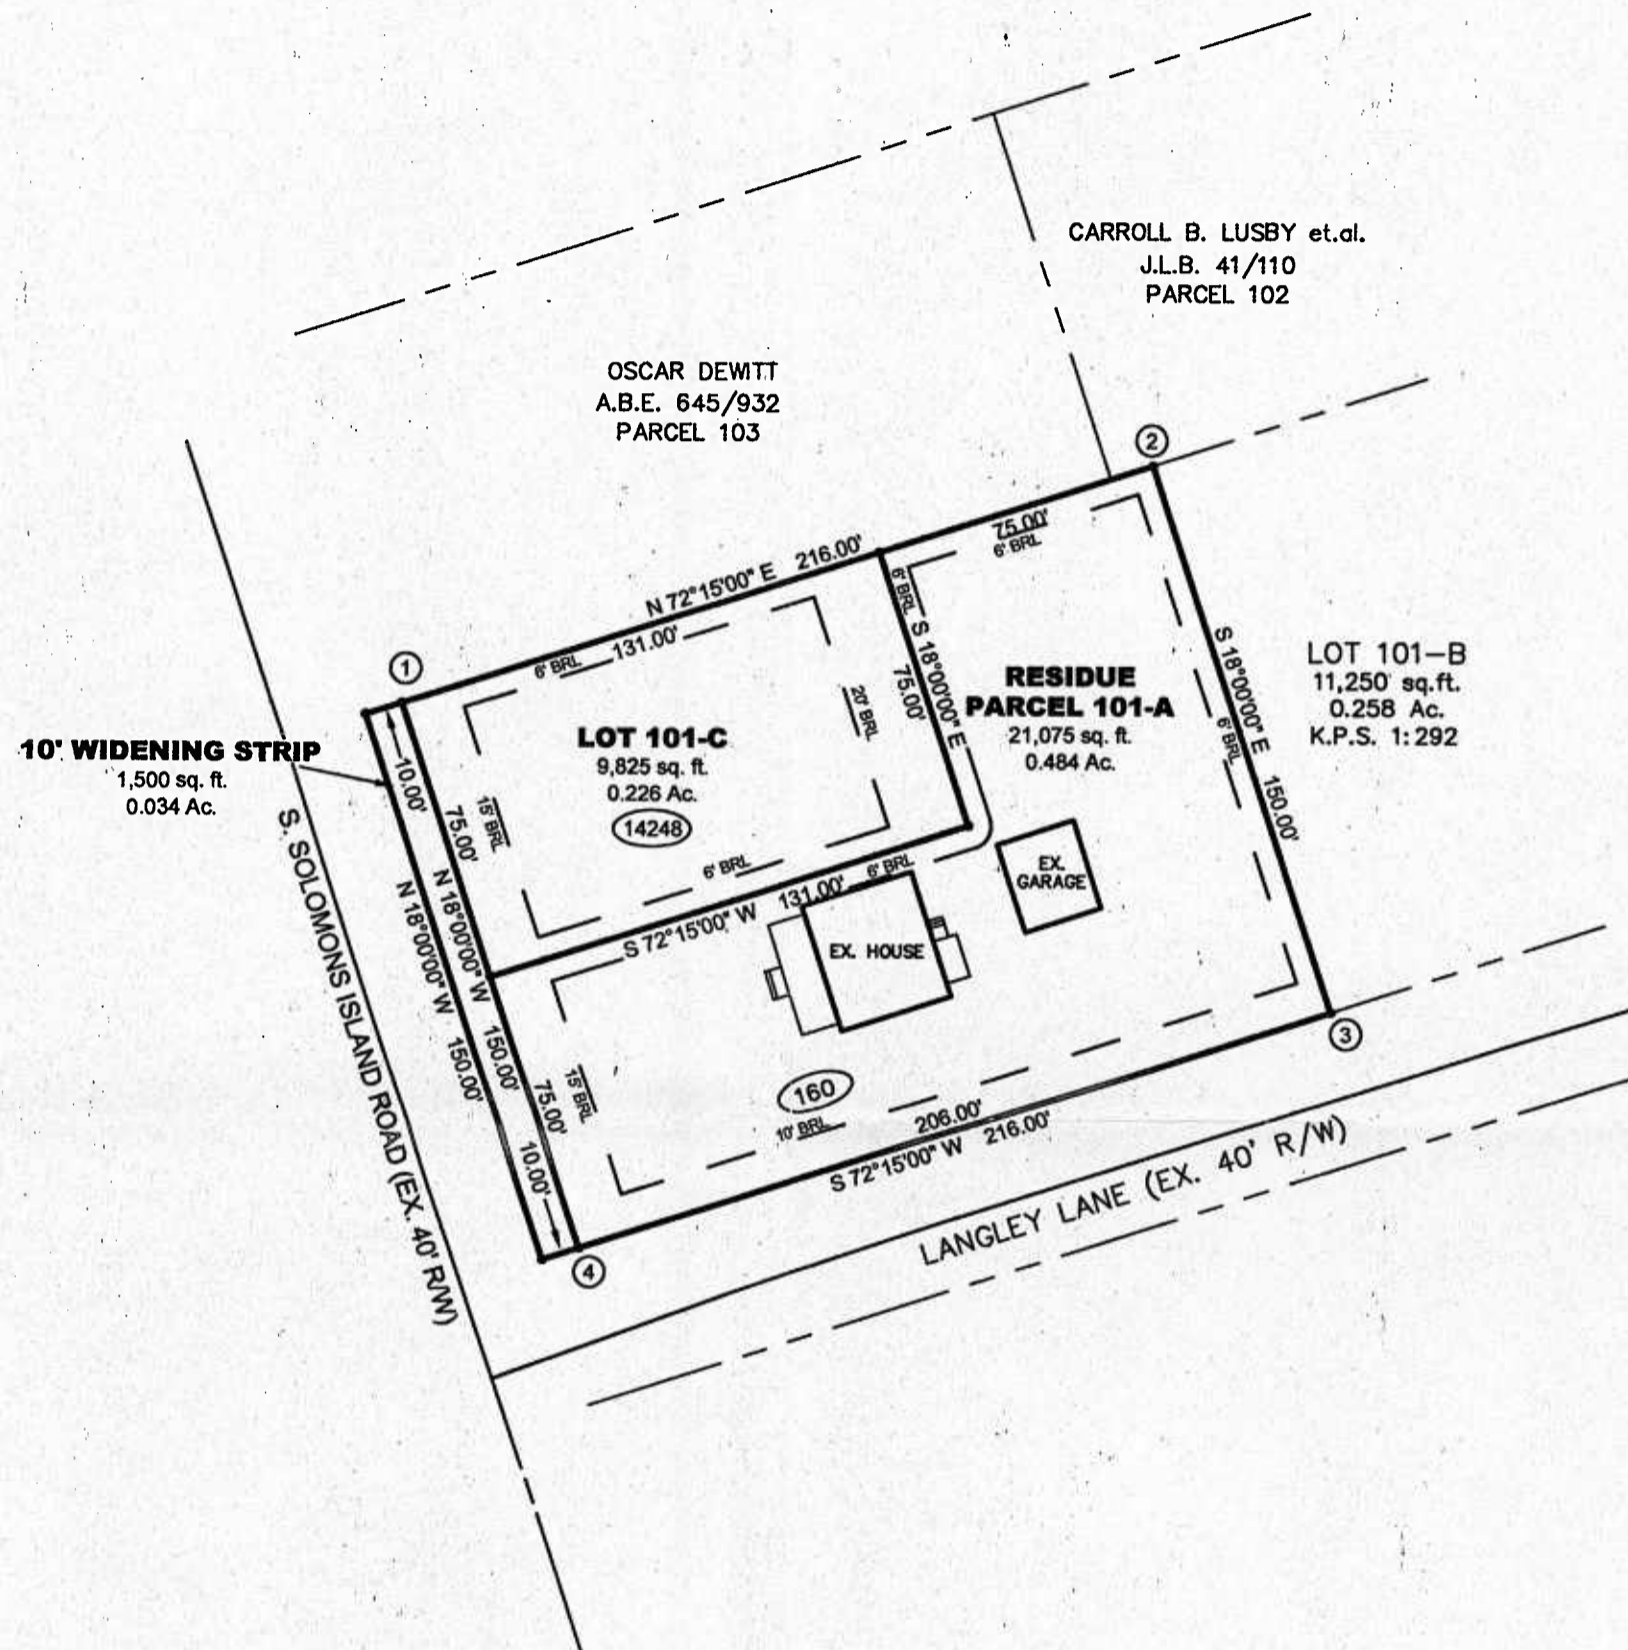 CARROLL B. LUSBY et.al.
J.L.B. 41/110
PARCEL 102
OSCAR DEWITT
A.B.E. 645/932
PARCEL 103
2
75.00'
6' BRL
N 72°15'00" E 216.00'
131.00'
6' BRL
1
6' BRL
S 18°00'00" E
75.00'
20' BRL
RESIDUE
PARCEL 101-A
21,075 sq. ft.
0.484 Ac.
S 18°00'00" E 150.00'
6' BRL
LOT 101-B
11,250 sq.ft.
0.258 Ac.
K.P.S. 1:292
10' WIDENING STRIP
1,500 sq. ft.
0.034 Ac.
10.00'
LOT 101-C
9,825 sq. ft.
0.226 Ac.
14248
75.00'
15' BRL
6' BRL
S 72°15'00" W 131.00'
6' BRL
EX.
GARAGE
EX. HOUSE
S. SOLOMONS ISLAND ROAD (EX. 40' R/W)
N 18°00'00" W 150.00'
N 18°00'00" W 150.00'
75.00'
15' BRL
10.00'
160
10' BRL
206.00'
S 72°15'00" W 216.00'
3
4
LANGLEY LANE (EX. 40' R/W)